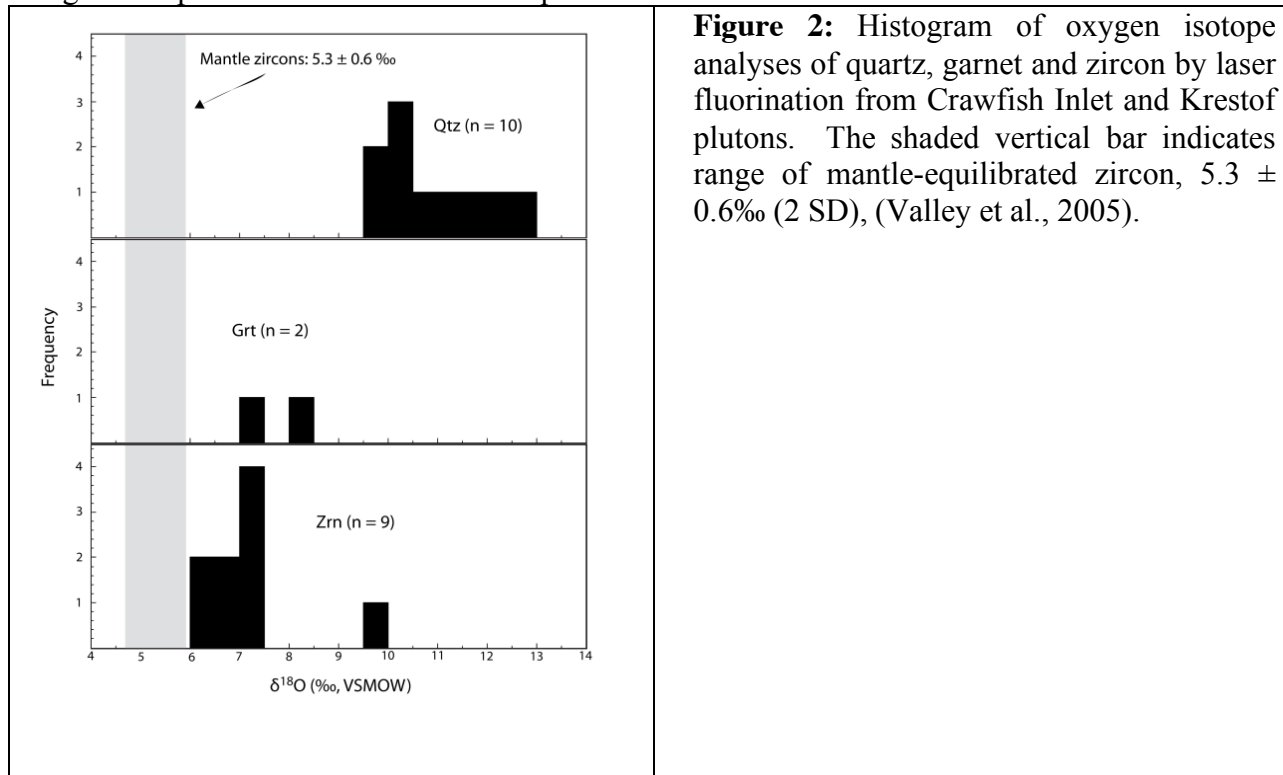 4
Mantle zircons: 5.3 ± 0.6 ‰
3
Qtz (n = 10)
2
1
4
3
Grt (n = 2)
2
1
Frequency
4
3
Zrn (n = 9)
2
1
4 5 6 7 8 9 10 11 12 13 14
δ¹⁸O (‰, VSMOW)
Figure 2: Histogram of oxygen isotope
analyses of quartz, garnet and zircon by laser
fluorination from Crawfish Inlet and Krestof
plutons. The shaded vertical bar indicates
range of mantle-equilibrated zircon, 5.3 ±
0.6‰ (2 SD), (Valley et al., 2005).